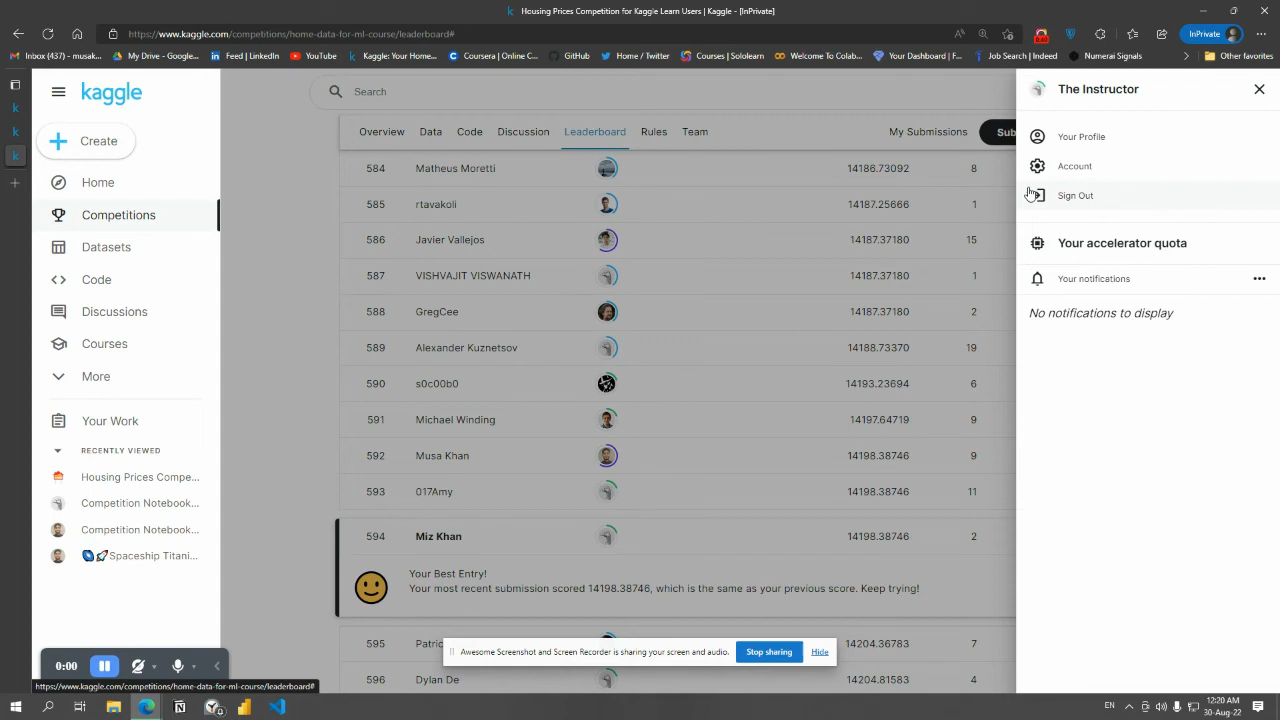 Housing Prices Competition for Kaggle Learn Users | Kaggle - [InPrivate]
https://www.kaggle.com/competitions/home-data-for-ml-course/leaderboard#
InPrivate
Inbox (437) - musak...
My Drive - Google...
Feed | LinkedIn
YouTube
Kaggle: Your Home...
Coursera | Online C...
GitHub
Home / Twitter
Courses | Sololearn
Welcome To Colab...
Your Dashboard | Fo...
Job Search | Indeed
Numerai Signals
Other favorites
kaggle
Search
The Instructor
Create
Overview Data Code Discussion Leaderboard Rules Team My Submissions Sub
Your Profile
Account
Sign Out
Your accelerator quota
Your notifications
No notifications to display
Home
Competitions
Datasets
Code
Discussions
Courses
More
Your Work
RECENTLY VIEWED
Housing Prices Compe...
Competition Notebook...
Competition Notebook...
Spaceship Titani...
584 Matheus Moretti 14186.73092 8
585 rtavakoli 14187.25666 1
586 Javier Vallejos 14187.37180 15
587 VISHVAJIT VISWANATH 14187.37180 1
588 GregCee 14187.37180 2
589 Alexander Kuznetsov 14188.73370 19
590 s0c00b0 14193.23694 6
591 Michael Winding 14197.64719 9
592 Musa Khan 14198.38746 9
593 017Amy 14198.38746 11
594 Miz Khan 14198.38746 2
Your Best Entry!
Your most recent submission scored 14198.38746, which is the same as your previous score. Keep trying!
595 Patric 14204.36783 7
596 Dylan De 14204.81583 4
Awesome Screenshot and Screen Recorder is sharing your screen and audio. Stop sharing Hide
0:00
https://www.kaggle.com/competitions/home-data-for-ml-course/leaderboard#
EN
12:20 AM
30-Aug-22